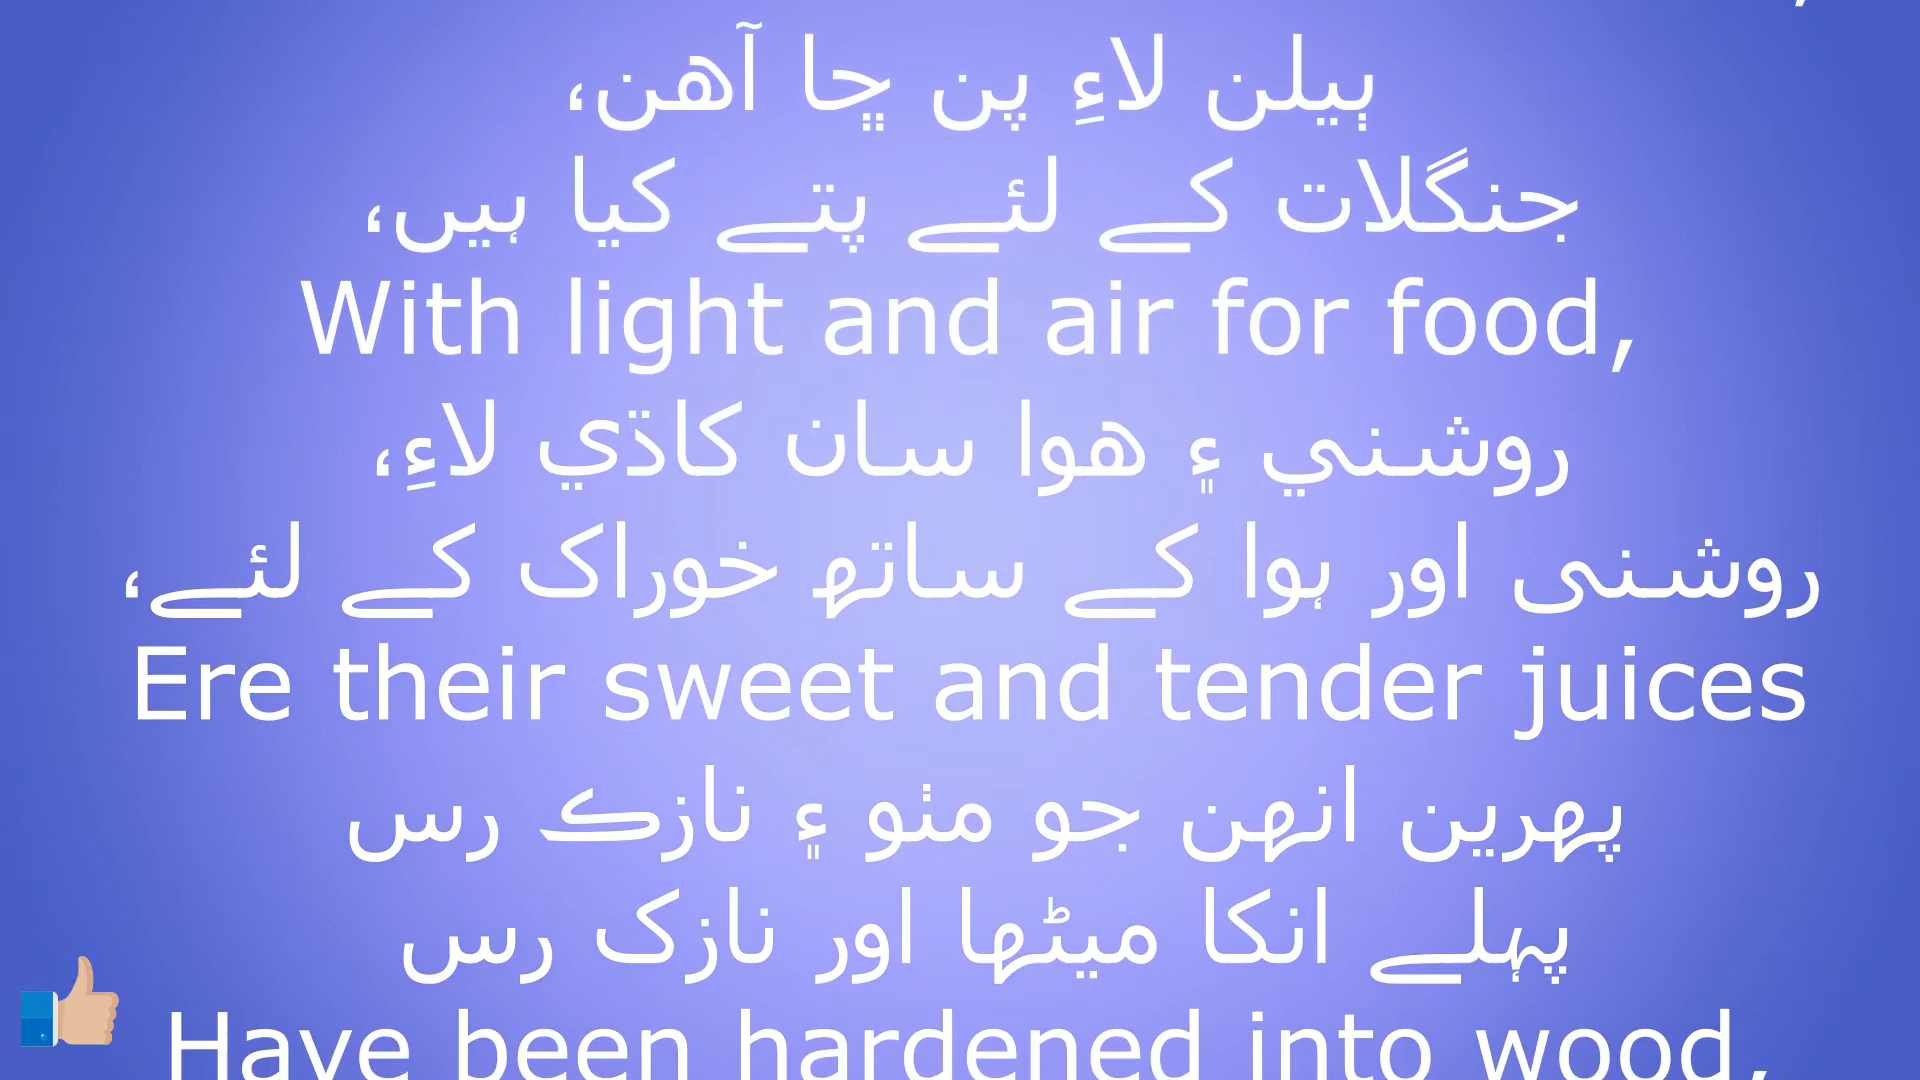 ٻيلن لاءِ پن ڇا آهن،
جنگلات کے لئے پتے کیا ہیں،
With light and air for food,
روشني ۽ هوا سان کاڌي لاءِ،
روشنی اور ہوا کے ساتھ خوراک کے لئے،
Ere their sweet and tender juices
پهرين انهن جو مٺو ۽ نازڪ رس
پہلے انکا میٹھا اور نازک رس
Have been hardened into wood,